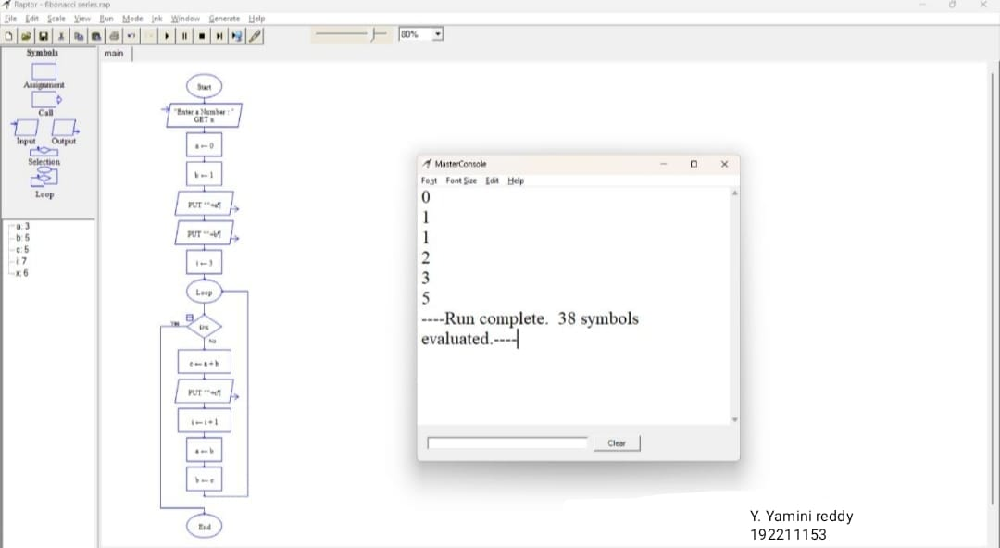 Raptor - fibonacci series.rap
File Edit Scale View Run Mode Ink Window Generate Help
80%
Symbols
main
Assignment
Call
Input Output
Selection
Loop
a: 3
b: 5
c: 5
i: 7
x: 6
Start
"Enter a Number : "
GET x
a←0
b←1
PUT ""+a¶
PUT ""+b¶
i←3
Loop
Yes
i>x
No
c←a+b
PUT ""+c¶
i←i+1
a←b
b←c
End
MasterConsole
Font Font Size Edit Help
0
1
1
2
3
5
----Run complete. 38 symbols
evaluated.----
Clear
Y. Yamini reddy
192211153